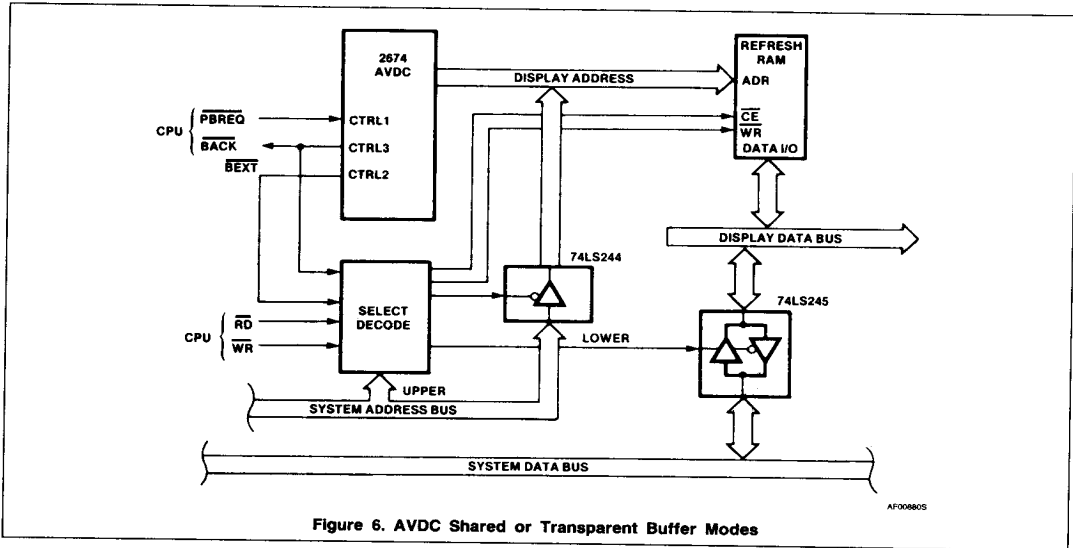 2674
AVDC
DISPLAY ADDRESS
REFRESH
RAM
ADR
CPU
PBREQ
CTRL1
CE
WR
BACK
CTRL3
DATA I/O
BEXT
CTRL2
DISPLAY DATA BUS
74LS244
74LS245
SELECT
DECODE
CPU
RD
LOWER
WR
UPPER
SYSTEM ADDRESS BUS
SYSTEM DATA BUS
AF00880S
Figure 6. AVDC Shared or Transparent Buffer Modes